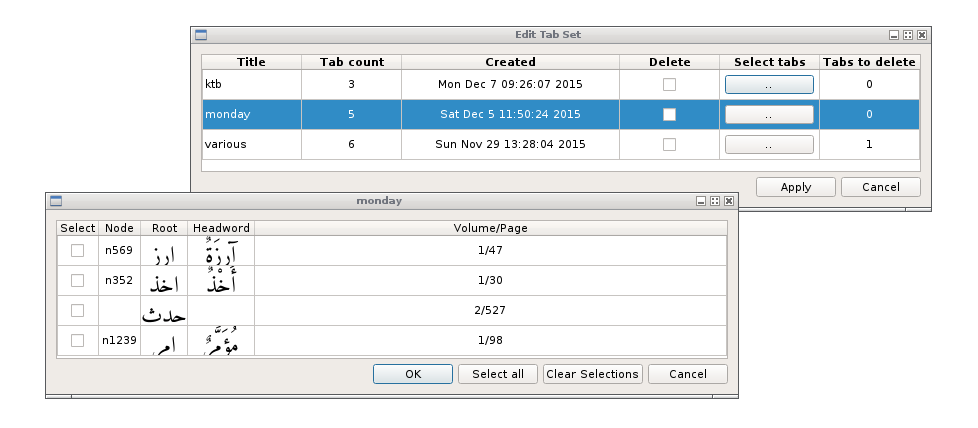 Edit Tab Set
Title Tab count Created Delete Select tabs Tabs to delete
ktb 3 Mon Dec 7 09:26:07 2015 .. 0
monday 5 Sat Dec 5 11:50:24 2015 .. 0
various 6 Sun Nov 29 13:28:04 2015 .. 1
Apply Cancel
monday
Select Node Root Headword Volume/Page
n569 ارز آرِزَةٌ 1/47
n352 اخذ أَخْذٌ 1/30
حدث 2/527
n1239 امر مُؤَمَّرٌ 1/98
OK Select all Clear Selections Cancel